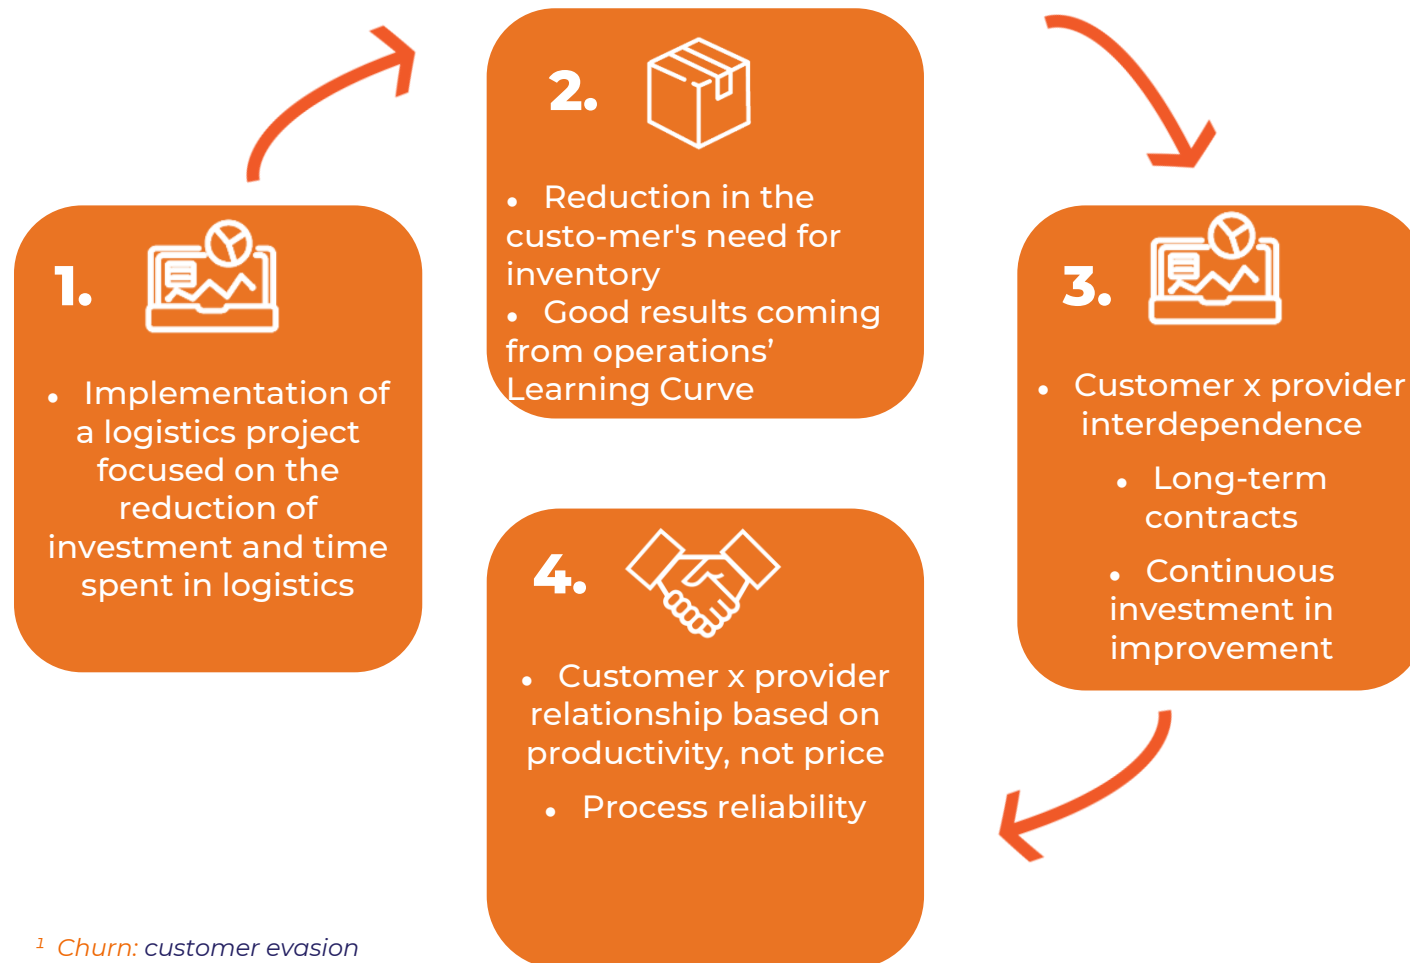 1.
• Implementation of
a logistics project
focused on the
reduction of
investment and time
spent in logistics
2.
• Reduction in the
custo-mer's need for
inventory
• Good results coming
from operations’
Learning Curve
3.
• Customer x provider
interdependence
• Long-term
contracts
• Continuous
investment in
improvement
4.
• Customer x provider
relationship based on
productivity, not price
• Process reliability
¹ Churn: customer evasion